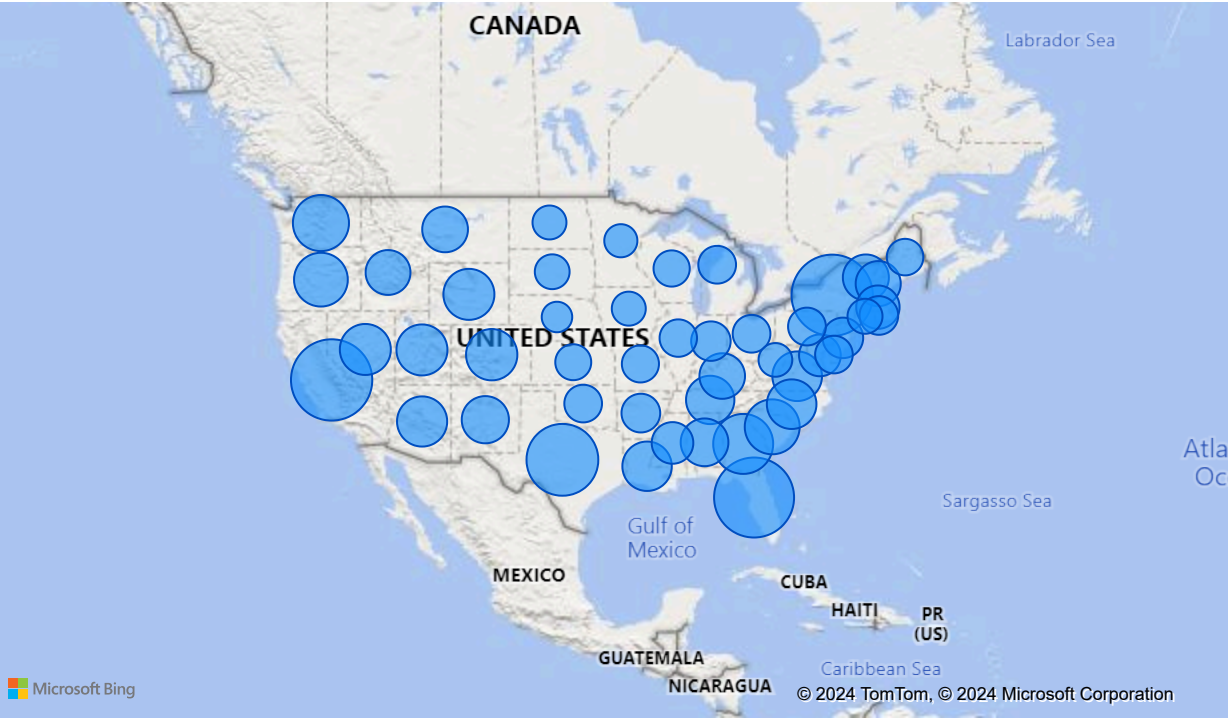 CANADA
Labrador Sea
UNITED STATES
Atla
Oc
Sargasso Sea
Gulf of
Mexico
MEXICO
CUBA
HAITI
PR
(US)
GUATEMALA
Caribbean Sea
NICARAGUA
Microsoft Bing
© 2024 TomTom, © 2024 Microsoft Corporation